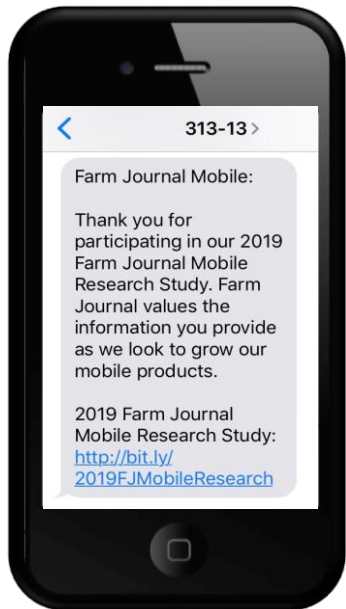 313-13 >
Farm Journal Mobile:
Thank you for
participating in our 2019
Farm Journal Mobile
Research Study. Farm
Journal values the
information you provide
as we look to grow our
mobile products.
2019 Farm Journal
Mobile Research Study:
http://bit.ly/
2019FJMobileResearch